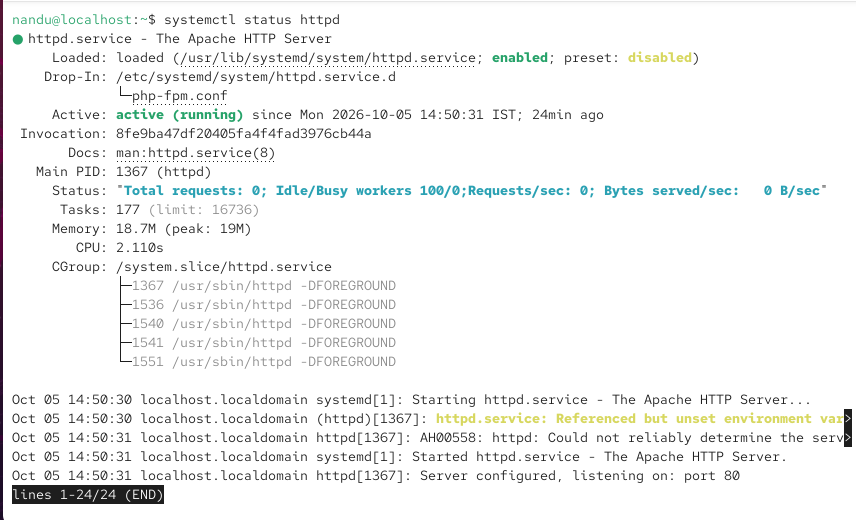 nandu@localhost:~$ systemctl status httpd
● httpd.service - The Apache HTTP Server
     Loaded: loaded (/usr/lib/systemd/system/httpd.service; enabled; preset: disabled)
    Drop-In: /etc/systemd/system/httpd.service.d
             └─php-fpm.conf
     Active: active (running) since Mon 2026-10-05 14:50:31 IST; 24min ago
 Invocation: 8fe9ba47df20405fa4f4fad3976cb44a
       Docs: man:httpd.service(8)
   Main PID: 1367 (httpd)
     Status: "Total requests: 0; Idle/Busy workers 100/0;Requests/sec: 0; Bytes served/sec:   0 B/sec"
      Tasks: 177 (limit: 16736)
     Memory: 18.7M (peak: 19M)
        CPU: 2.110s
     CGroup: /system.slice/httpd.service
             ├─1367 /usr/sbin/httpd -DFOREGROUND
             ├─1536 /usr/sbin/httpd -DFOREGROUND
             ├─1540 /usr/sbin/httpd -DFOREGROUND
             ├─1541 /usr/sbin/httpd -DFOREGROUND
             └─1551 /usr/sbin/httpd -DFOREGROUND

Oct 05 14:50:30 localhost.localdomain systemd[1]: Starting httpd.service - The Apache HTTP Server...
Oct 05 14:50:30 localhost.localdomain (httpd)[1367]: httpd.service: Referenced but unset environment var>
Oct 05 14:50:31 localhost.localdomain httpd[1367]: AH00558: httpd: Could not reliably determine the serv>
Oct 05 14:50:31 localhost.localdomain systemd[1]: Started httpd.service - The Apache HTTP Server.
Oct 05 14:50:31 localhost.localdomain httpd[1367]: Server configured, listening on: port 80
lines 1-24/24 (END)